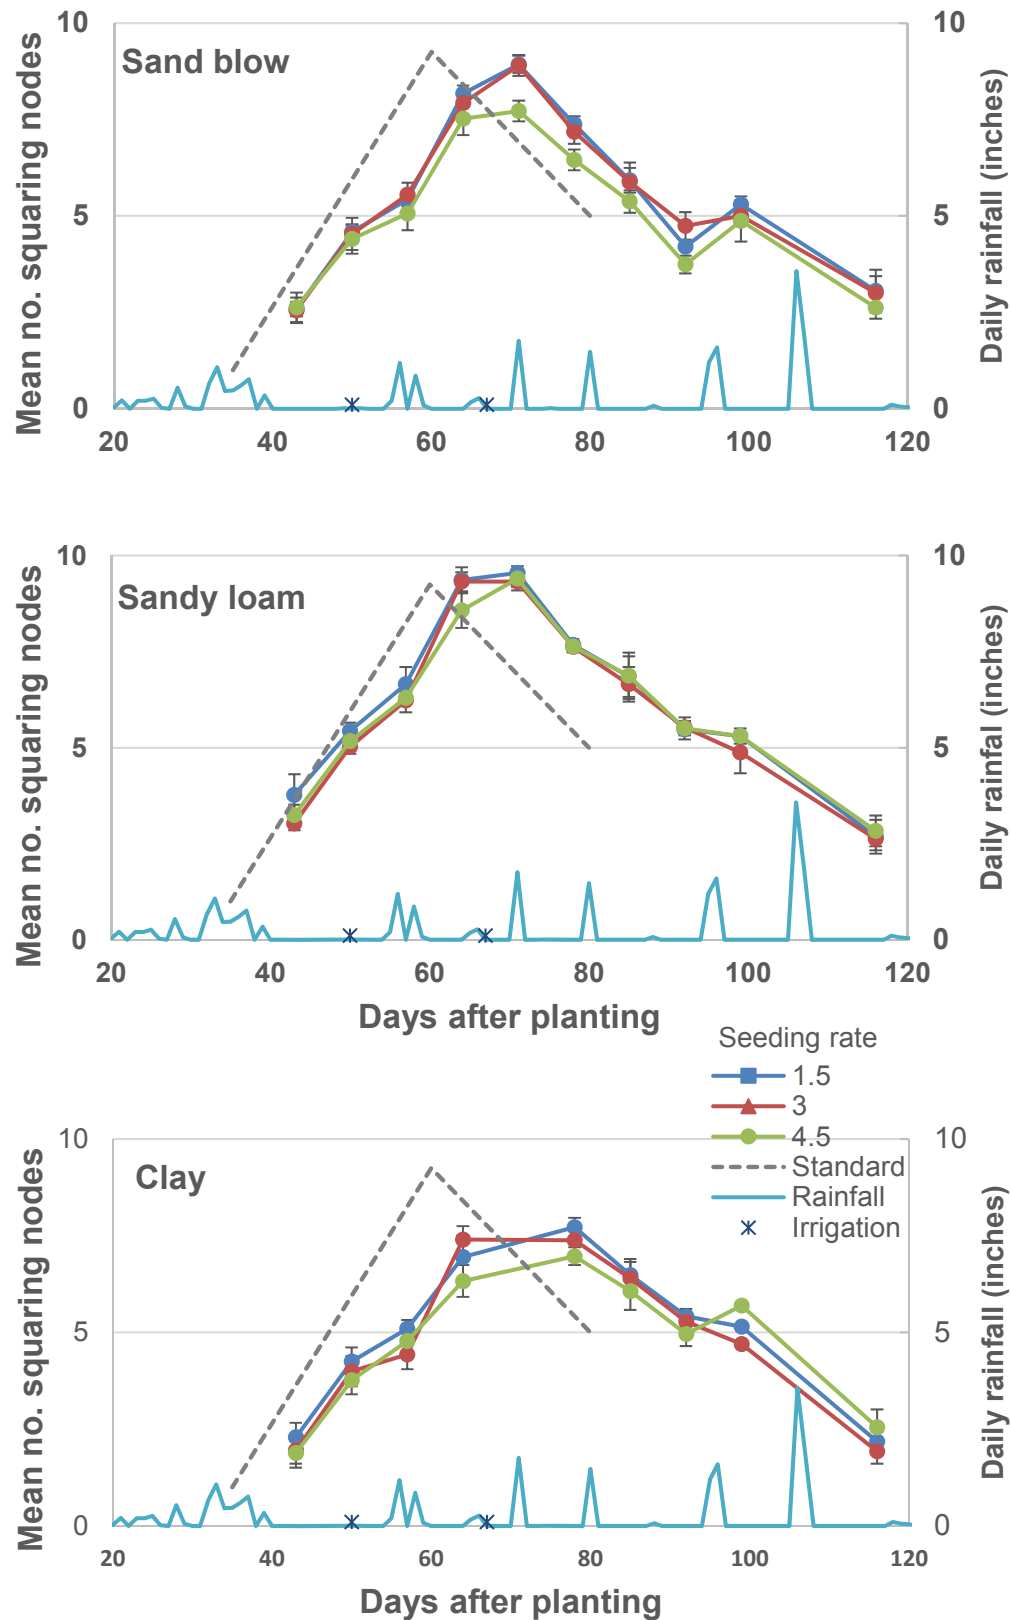 Sand blow
Mean no. squaring nodes
Daily rainfall (inches)
10
5
0
10
5
0
20 40 60 80 100 120
Sandy loam
Mean no. squaring nodes
Daily rainfall (inches)
10
5
0
10
5
0
20 40 60 80 100 120
Days after planting
Seeding rate
1.5
3
4.5
Standard
Rainfall
Irrigation
Clay
Mean no. squaring nodes
Daily rainfall (inches)
10
5
0
10
5
0
20 40 60 80 100 120
Days after planting